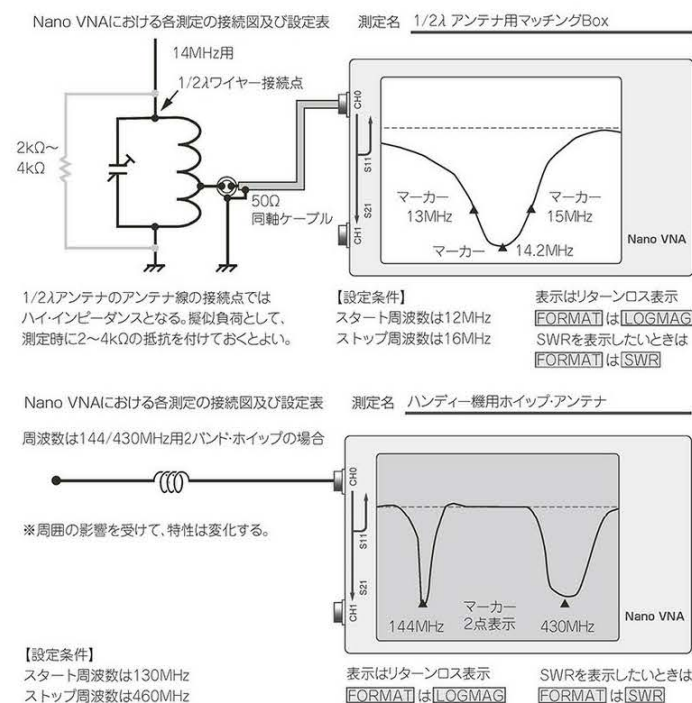 Nano VNAにおける各測定の接続図及び設定表 測定名 1/2λ アンテナ用マッチングBox
14MHz用
1/2λワイヤー接続点
2kΩ～
4kΩ
50Ω
同軸ケーブル
CH0
S11
S21
CH1
マーカー
13MHz
マーカー
15MHz
マーカー 14.2MHz
Nano VNA
1/2λアンテナのアンテナ線の接続点では
ハイ・インピーダンスとなる。擬似負荷として、
測定時に2～4kΩの抵抗を付けておくとよい。
【設定条件】
スタート周波数は12MHz
ストップ周波数は16MHz
表示はリターンロス表示
FORMAT は LOGMAG
SWRを表示したいときは
FORMAT は SWR
Nano VNAにおける各測定の接続図及び設定表 測定名 ハンディー機用ホイップ・アンテナ
周波数は144/430MHz用2バンド・ホイップの場合
※周囲の影響を受けて、特性は変化する。
CH0
S11
S21
CH1
144MHz
マーカー
2点表示
430MHz
Nano VNA
【設定条件】
スタート周波数は130MHz
ストップ周波数は460MHz
表示はリターンロス表示
FORMAT は LOGMAG
SWRを表示したいときは
FORMAT は SWR